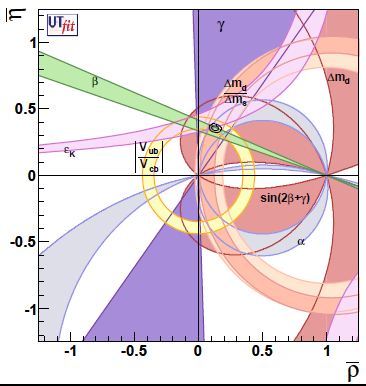 η̅
UTfit
γ
1
β
Δm_d
Δm_d
Δm_s
0.5
ε_K
|V_ub
V_cb|
0
sin(2β+γ)
-0.5
α
-1
-1 -0.5 0 0.5 1
ρ̅